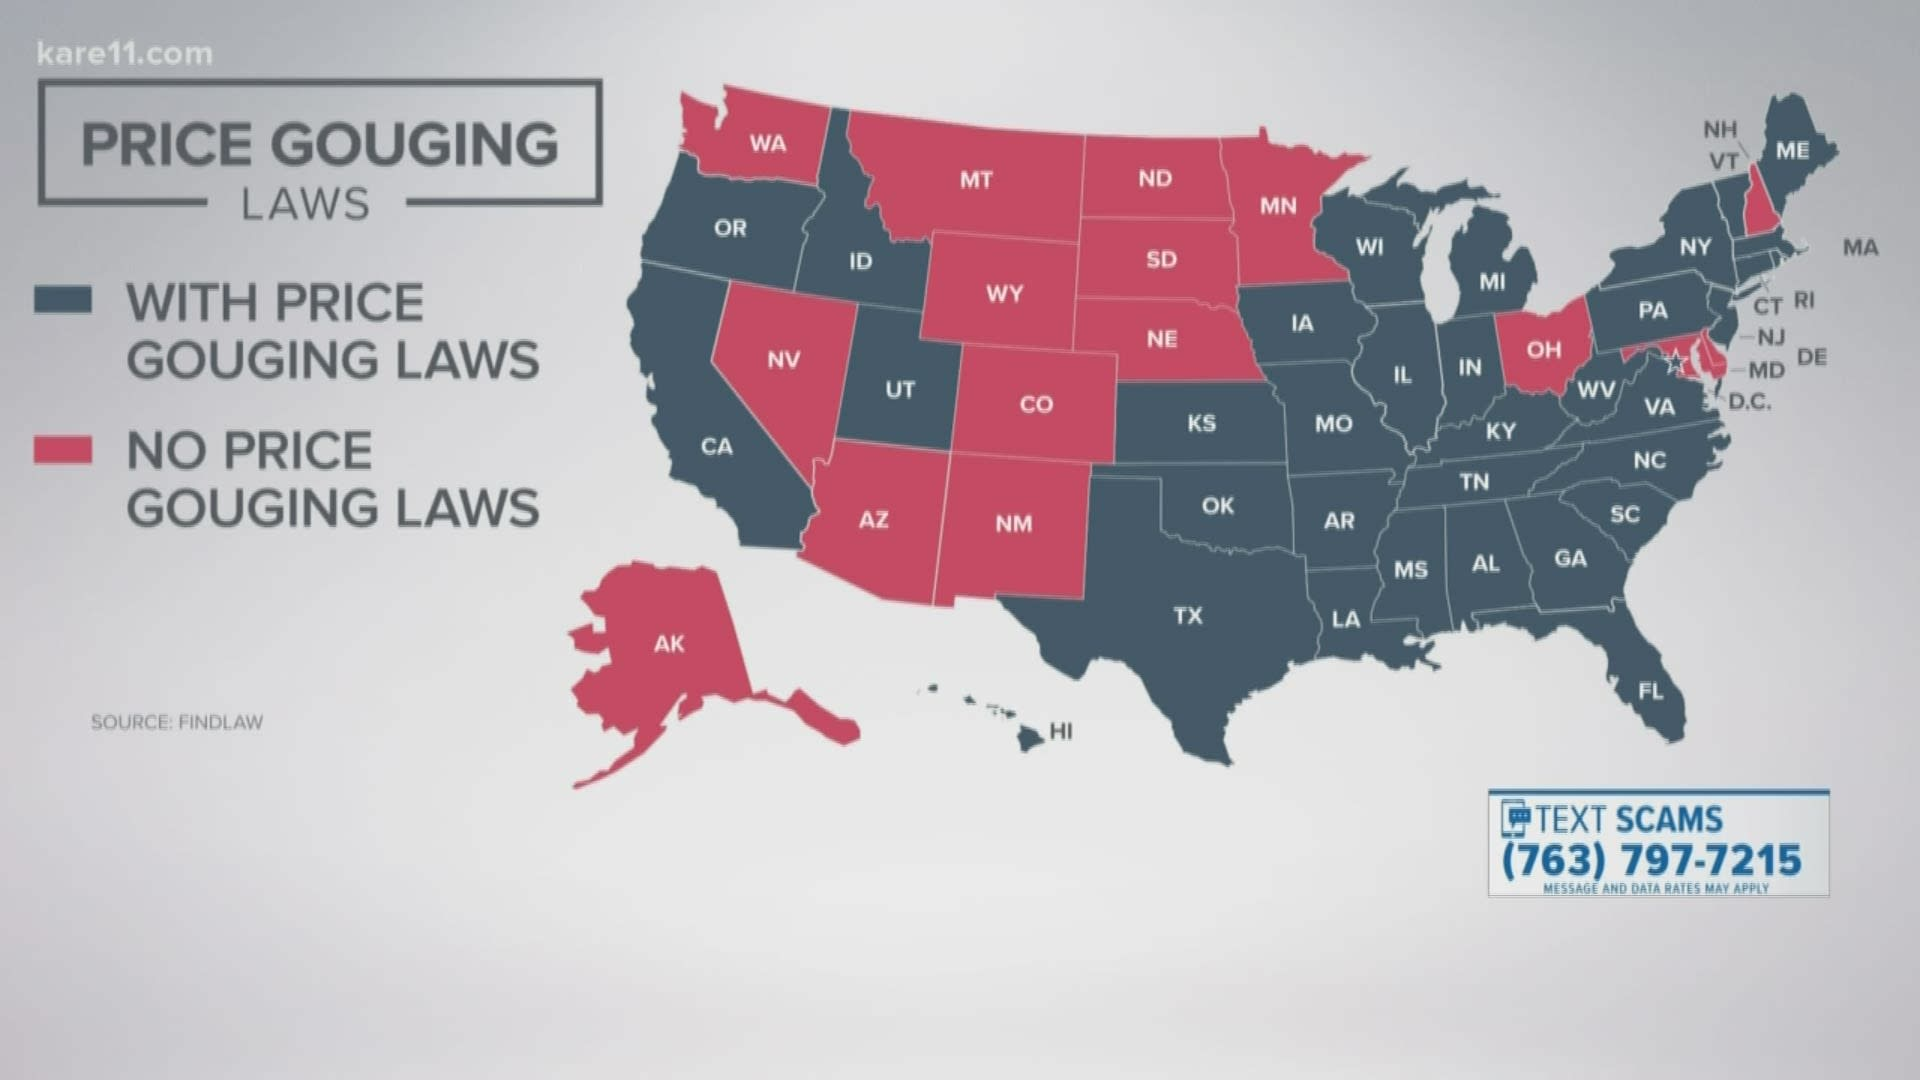 kare11.com
PRICE GOUGING
LAWS
WITH PRICE
GOUGING LAWS
NO PRICE
GOUGING LAWS
SOURCE: FINDLAW
WA
MT
ND
MN
OR
ID
WY
SD
WI
MI
NY
NH
VT
ME
MA
NV
UT
CO
NE
IA
IL
IN
OH
PA
CT
RI
NJ
MD
DE
D.C.
CA
AZ
NM
KS
MO
KY
WV
VA
OK
AR
TN
NC
SC
TX
LA
MS
AL
GA
FL
AK
HI
TEXT SCAMS
(763) 797-7215
MESSAGE AND DATA RATES MAY APPLY